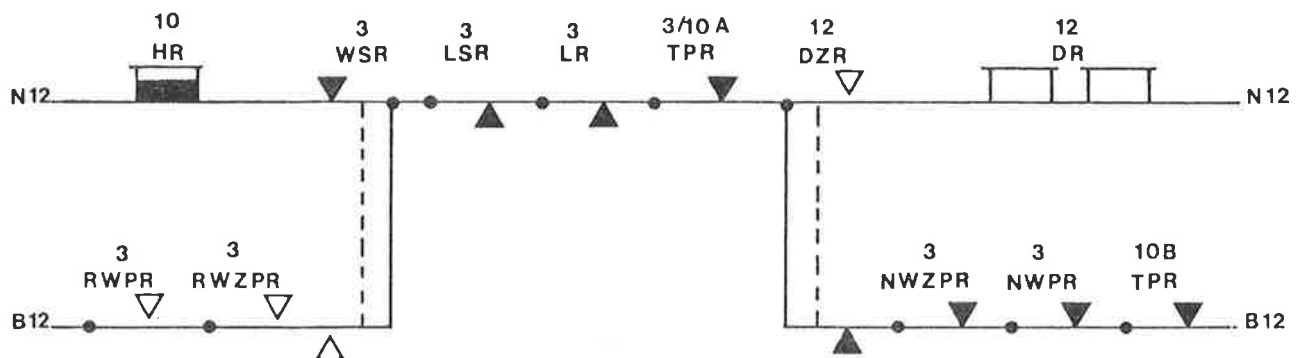 10 3 3 3 3/10A 12 12
HR WSR LSR LR TPR DZR DR
N12 N12
3 3 3 3 10B
RWPR RWZPR NWZPR NWPR TPR
B12 B12